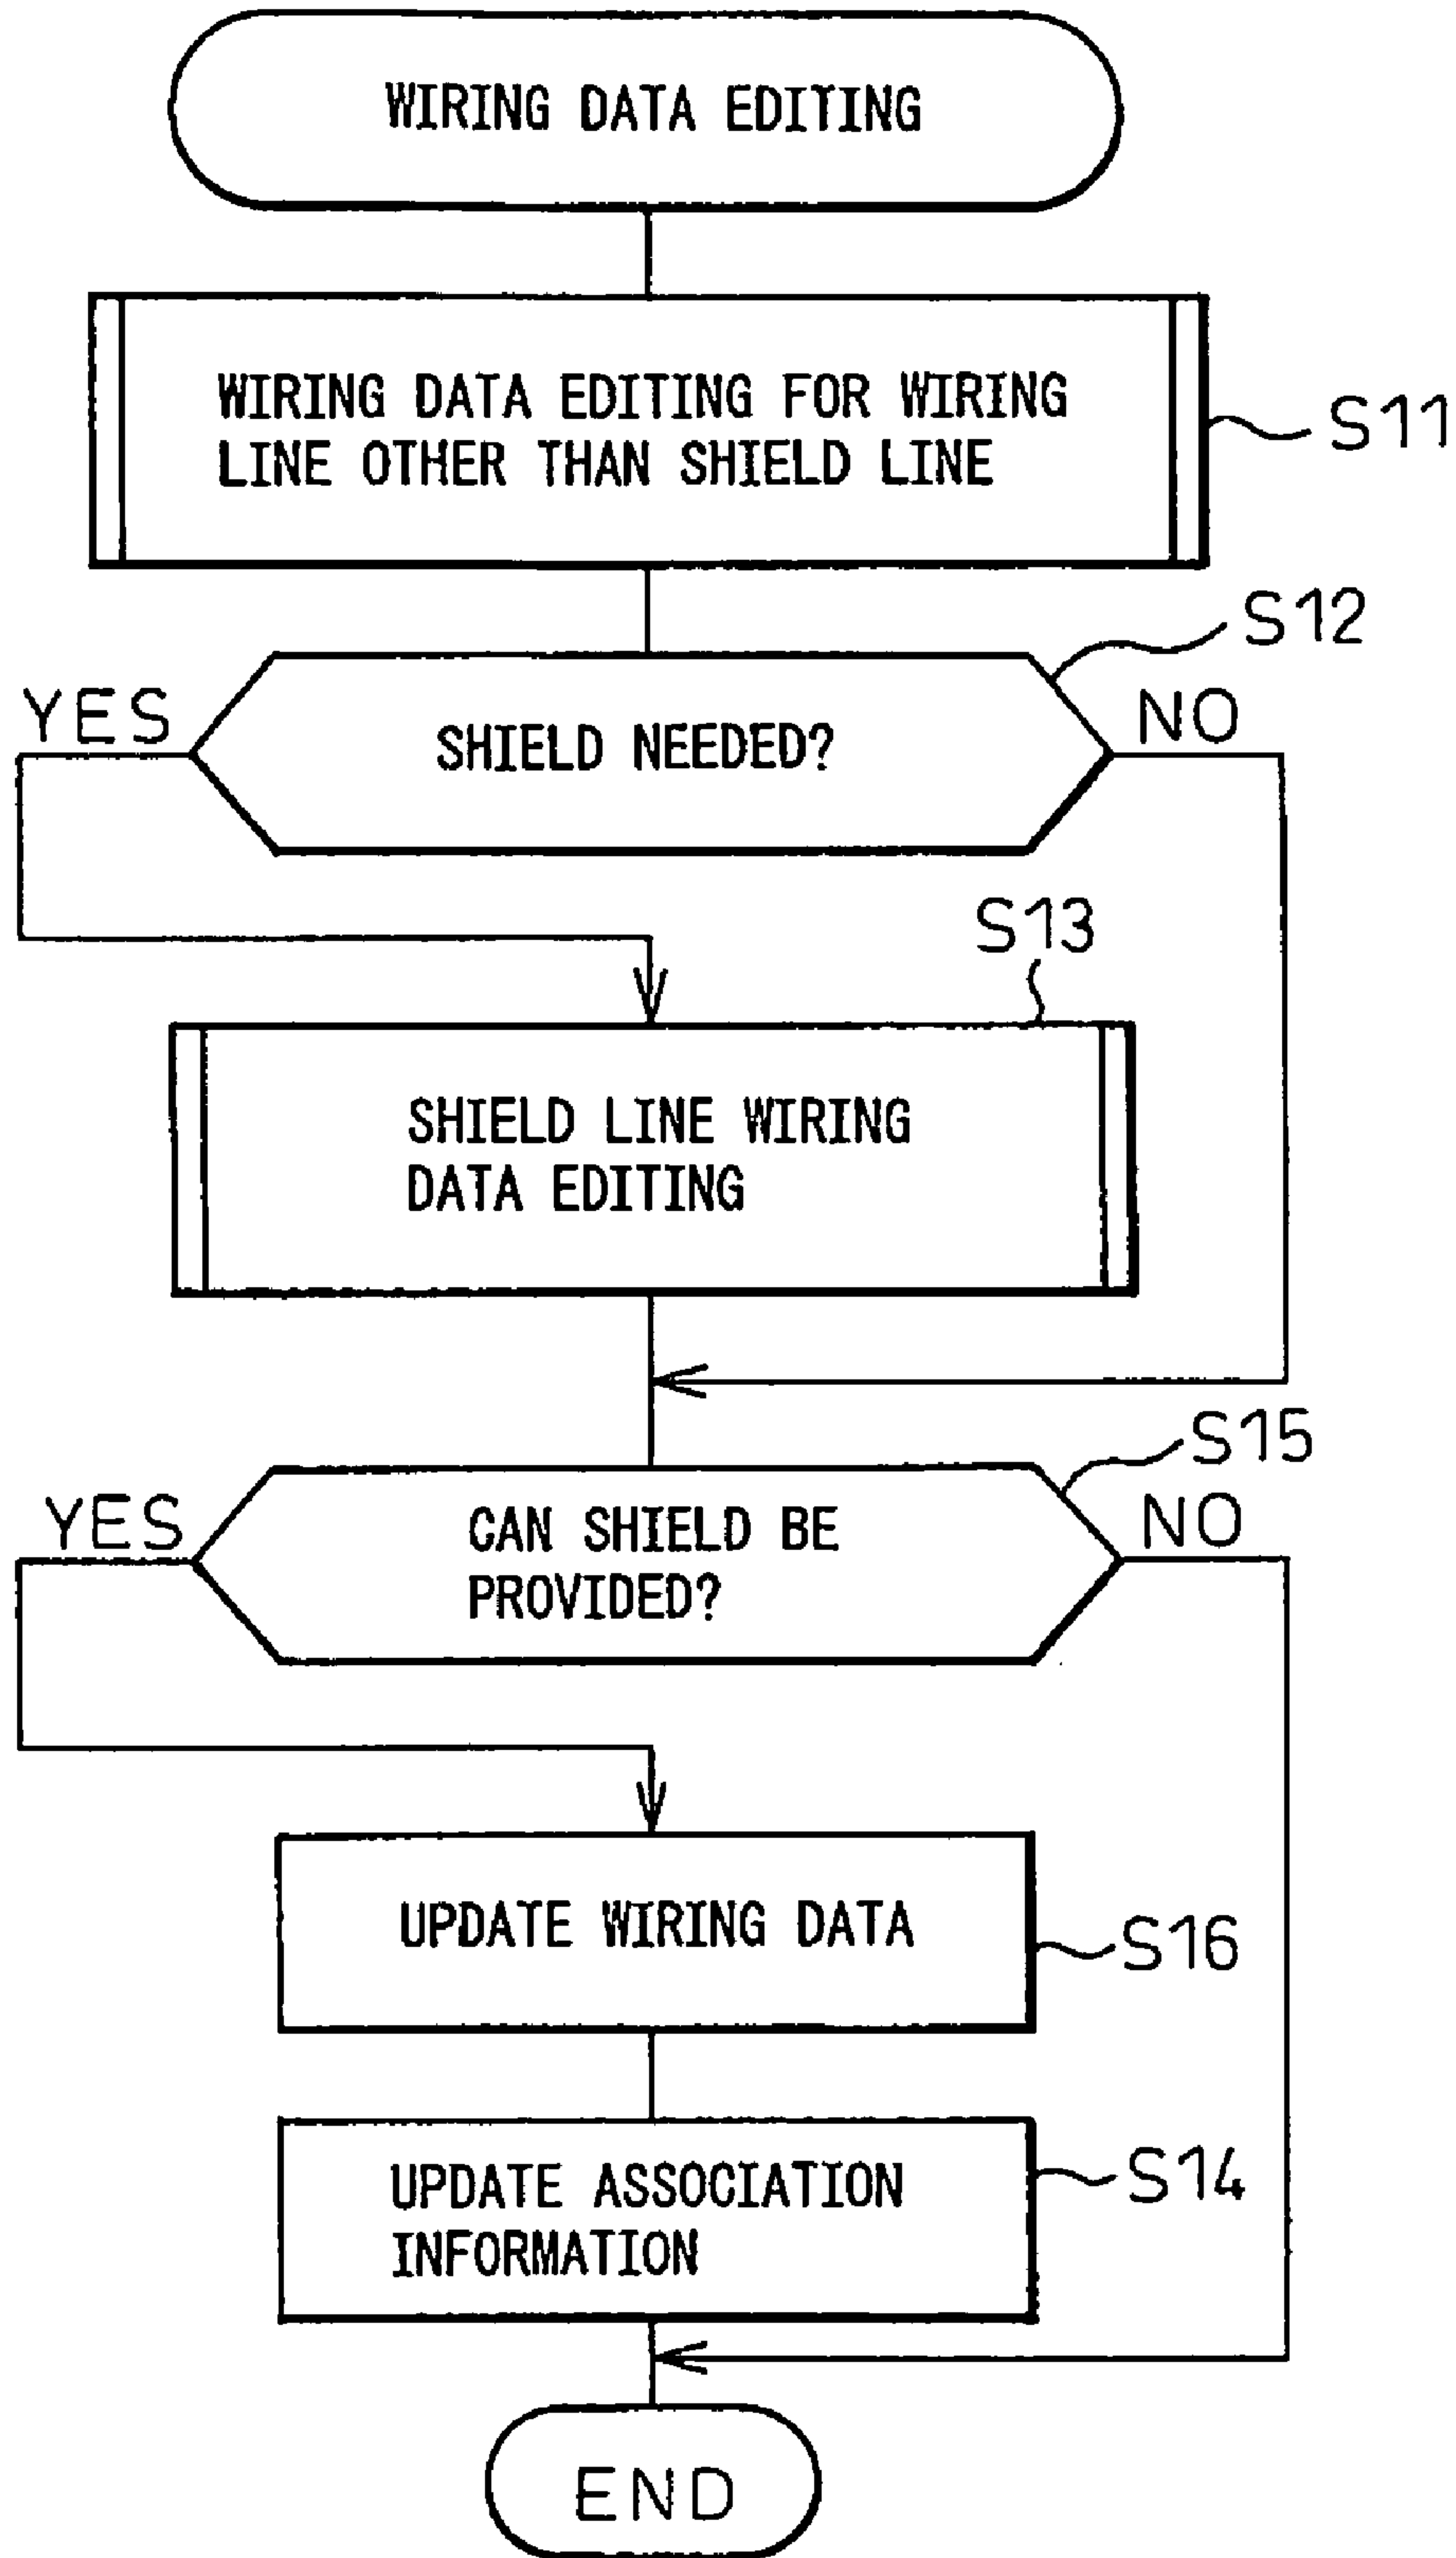 WIRING DATA EDITING
WIRING DATA EDITING FOR WIRING
LINE OTHER THAN SHIELD LINE
S11
S12
YES
SHIELD NEEDED?
NO
S13
SHIELD LINE WIRING
DATA EDITING
S15
YES
CAN SHIELD BE
PROVIDED?
NO
UPDATE WIRING DATA
S16
UPDATE ASSOCIATION
INFORMATION
S14
END